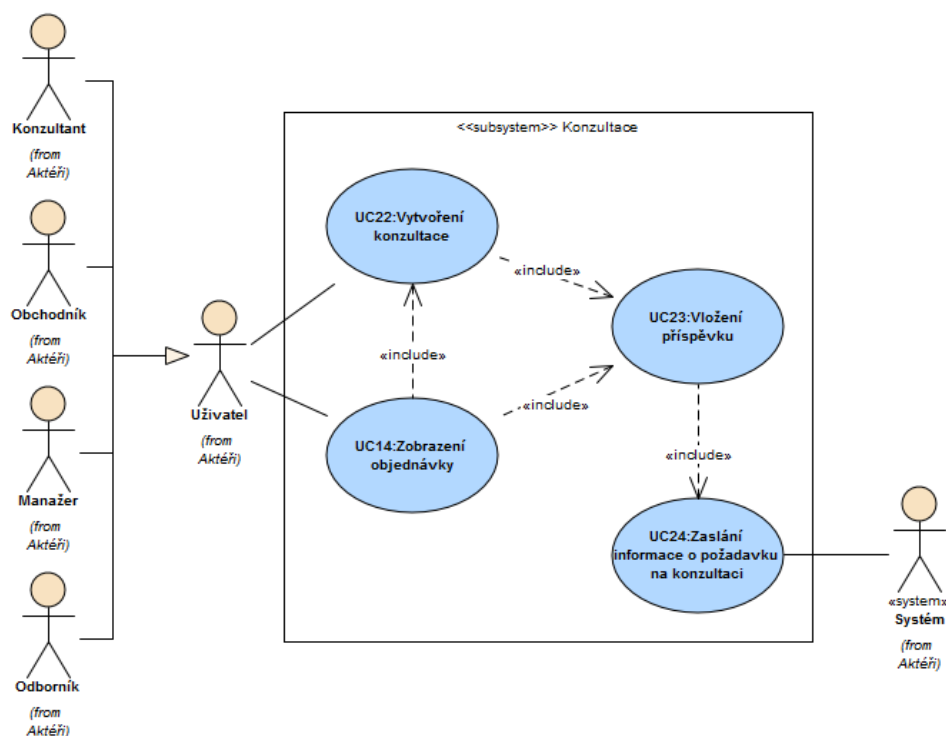 Konzultant
(from
Aktéři)
Obchodník
(from
Aktéři)
Manažer
(from
Aktéři)
Odborník
(from
Aktéři)
Uživatel
(from
Aktéři)
<<subsystem>> Konzultace
UC22:Vytvoření
konzultace
«include»
UC23:Vložení
příspěvku
«include»
«include»
UC14:Zobrazení
objednávky
«include»
UC24:Zaslání
informace o požadavku
na konzultaci
«system»
Systém
(from
Aktéři)